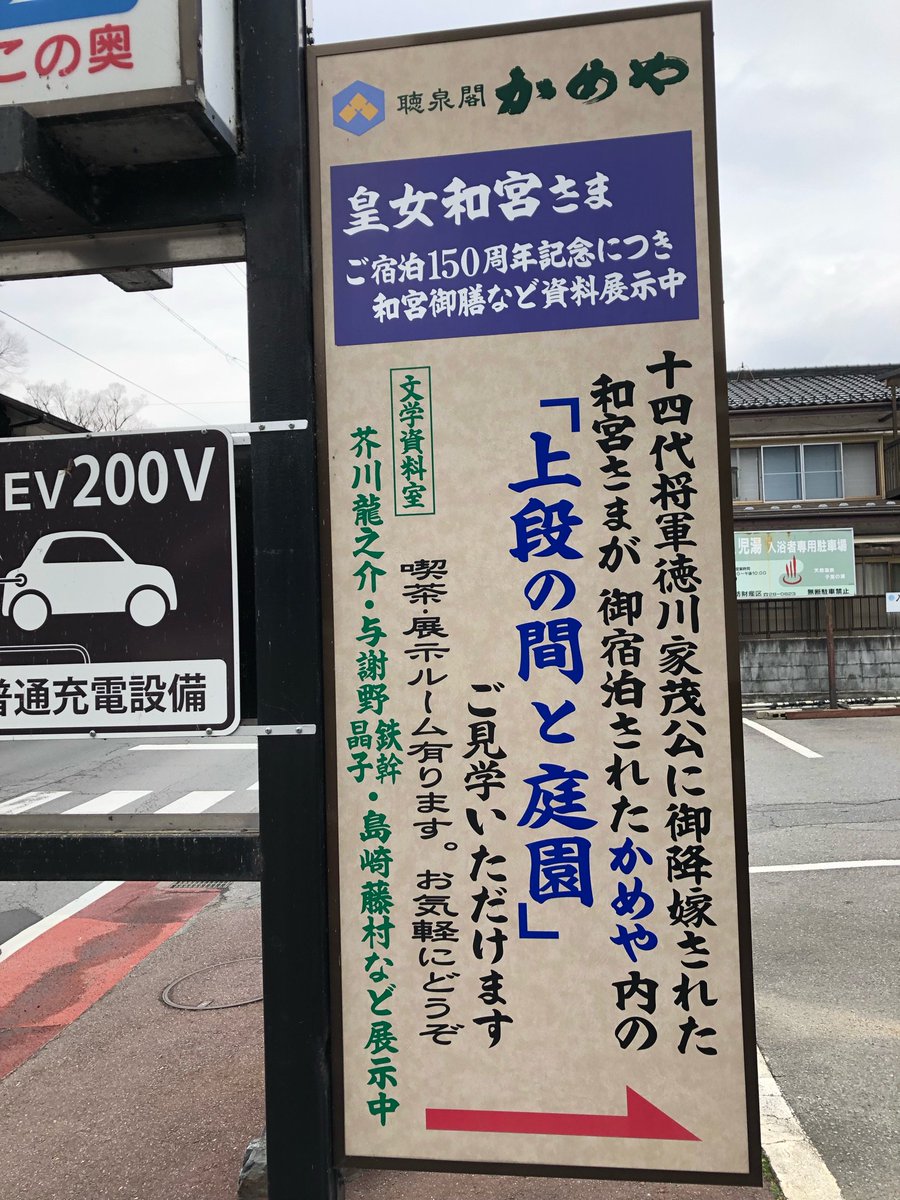 この奥
聴泉閣 かめや
皇女和宮さま
ご宿泊150周年記念につき
和宮御膳など資料展示中
十四代将軍徳川家茂公に御降嫁された
和宮さまが 御宿泊されたかめや内の
「上段の間と庭園」
ご見学いただけます
喫茶・展示ルーム有ります。お気軽にどうぞ
文学資料室
芥川龍之介・与謝野 鉄幹 晶子・島崎藤村など展示中
EV200V
普通充電設備
児湯 入浴者専用駐車場
無断駐車禁止